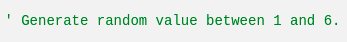 ' Generate random value between 1 and 6.